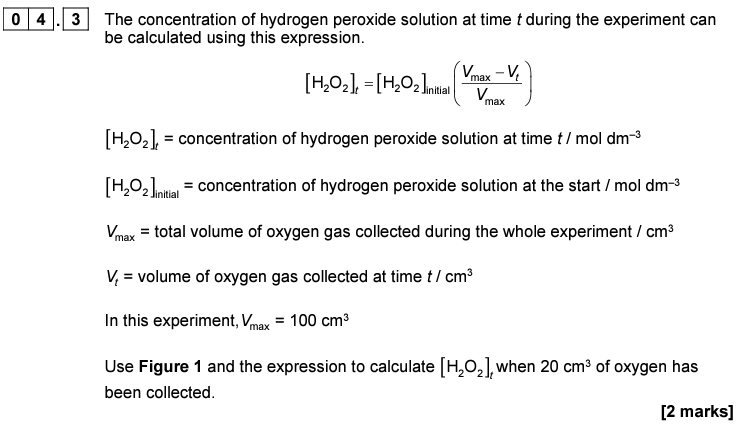 0 4 . 3 The concentration of hydrogen peroxide solution at time t during the experiment can
be calculated using this expression.
[H₂O₂]ₜ = [H₂O₂]initial ((Vmax − Vₜ) / Vmax)
[H₂O₂]ₜ = concentration of hydrogen peroxide solution at time t / mol dm⁻³
[H₂O₂]initial = concentration of hydrogen peroxide solution at the start / mol dm⁻³
Vmax = total volume of oxygen gas collected during the whole experiment / cm³
Vₜ = volume of oxygen gas collected at time t / cm³
In this experiment, Vmax = 100 cm³
Use Figure 1 and the expression to calculate [H₂O₂]ₜ when 20 cm³ of oxygen has
been collected.
[2 marks]